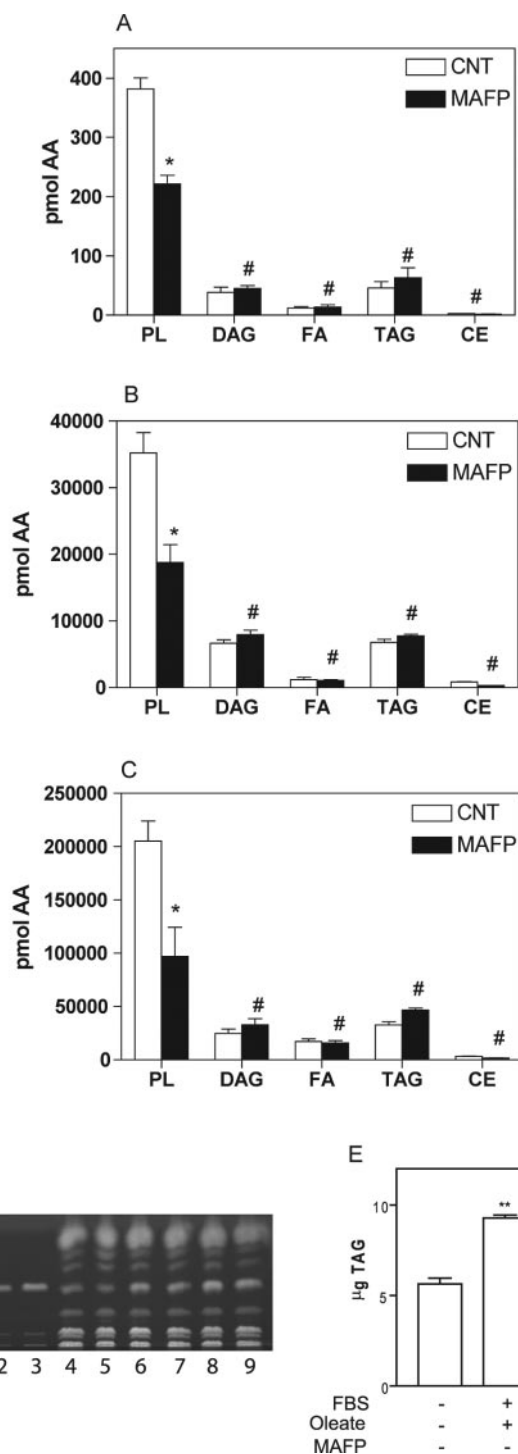 A
CNT
MAFP
pmol AA
400
300
200
100
0
*
#
#
#
#
PL DAG FA TAG CE
B
CNT
MAFP
pmol AA
40000
30000
20000
10000
0
*
#
#
#
#
PL DAG FA TAG CE
C
CNT
MAFP
pmol AA
250000
200000
150000
100000
50000
0
*
#
#
#
#
PL DAG FA TAG CE
2 3 4 5 6 7 8 9
E
µg TAG
10
5
0
**
FBS - +
Oleate - +
MAFP - -